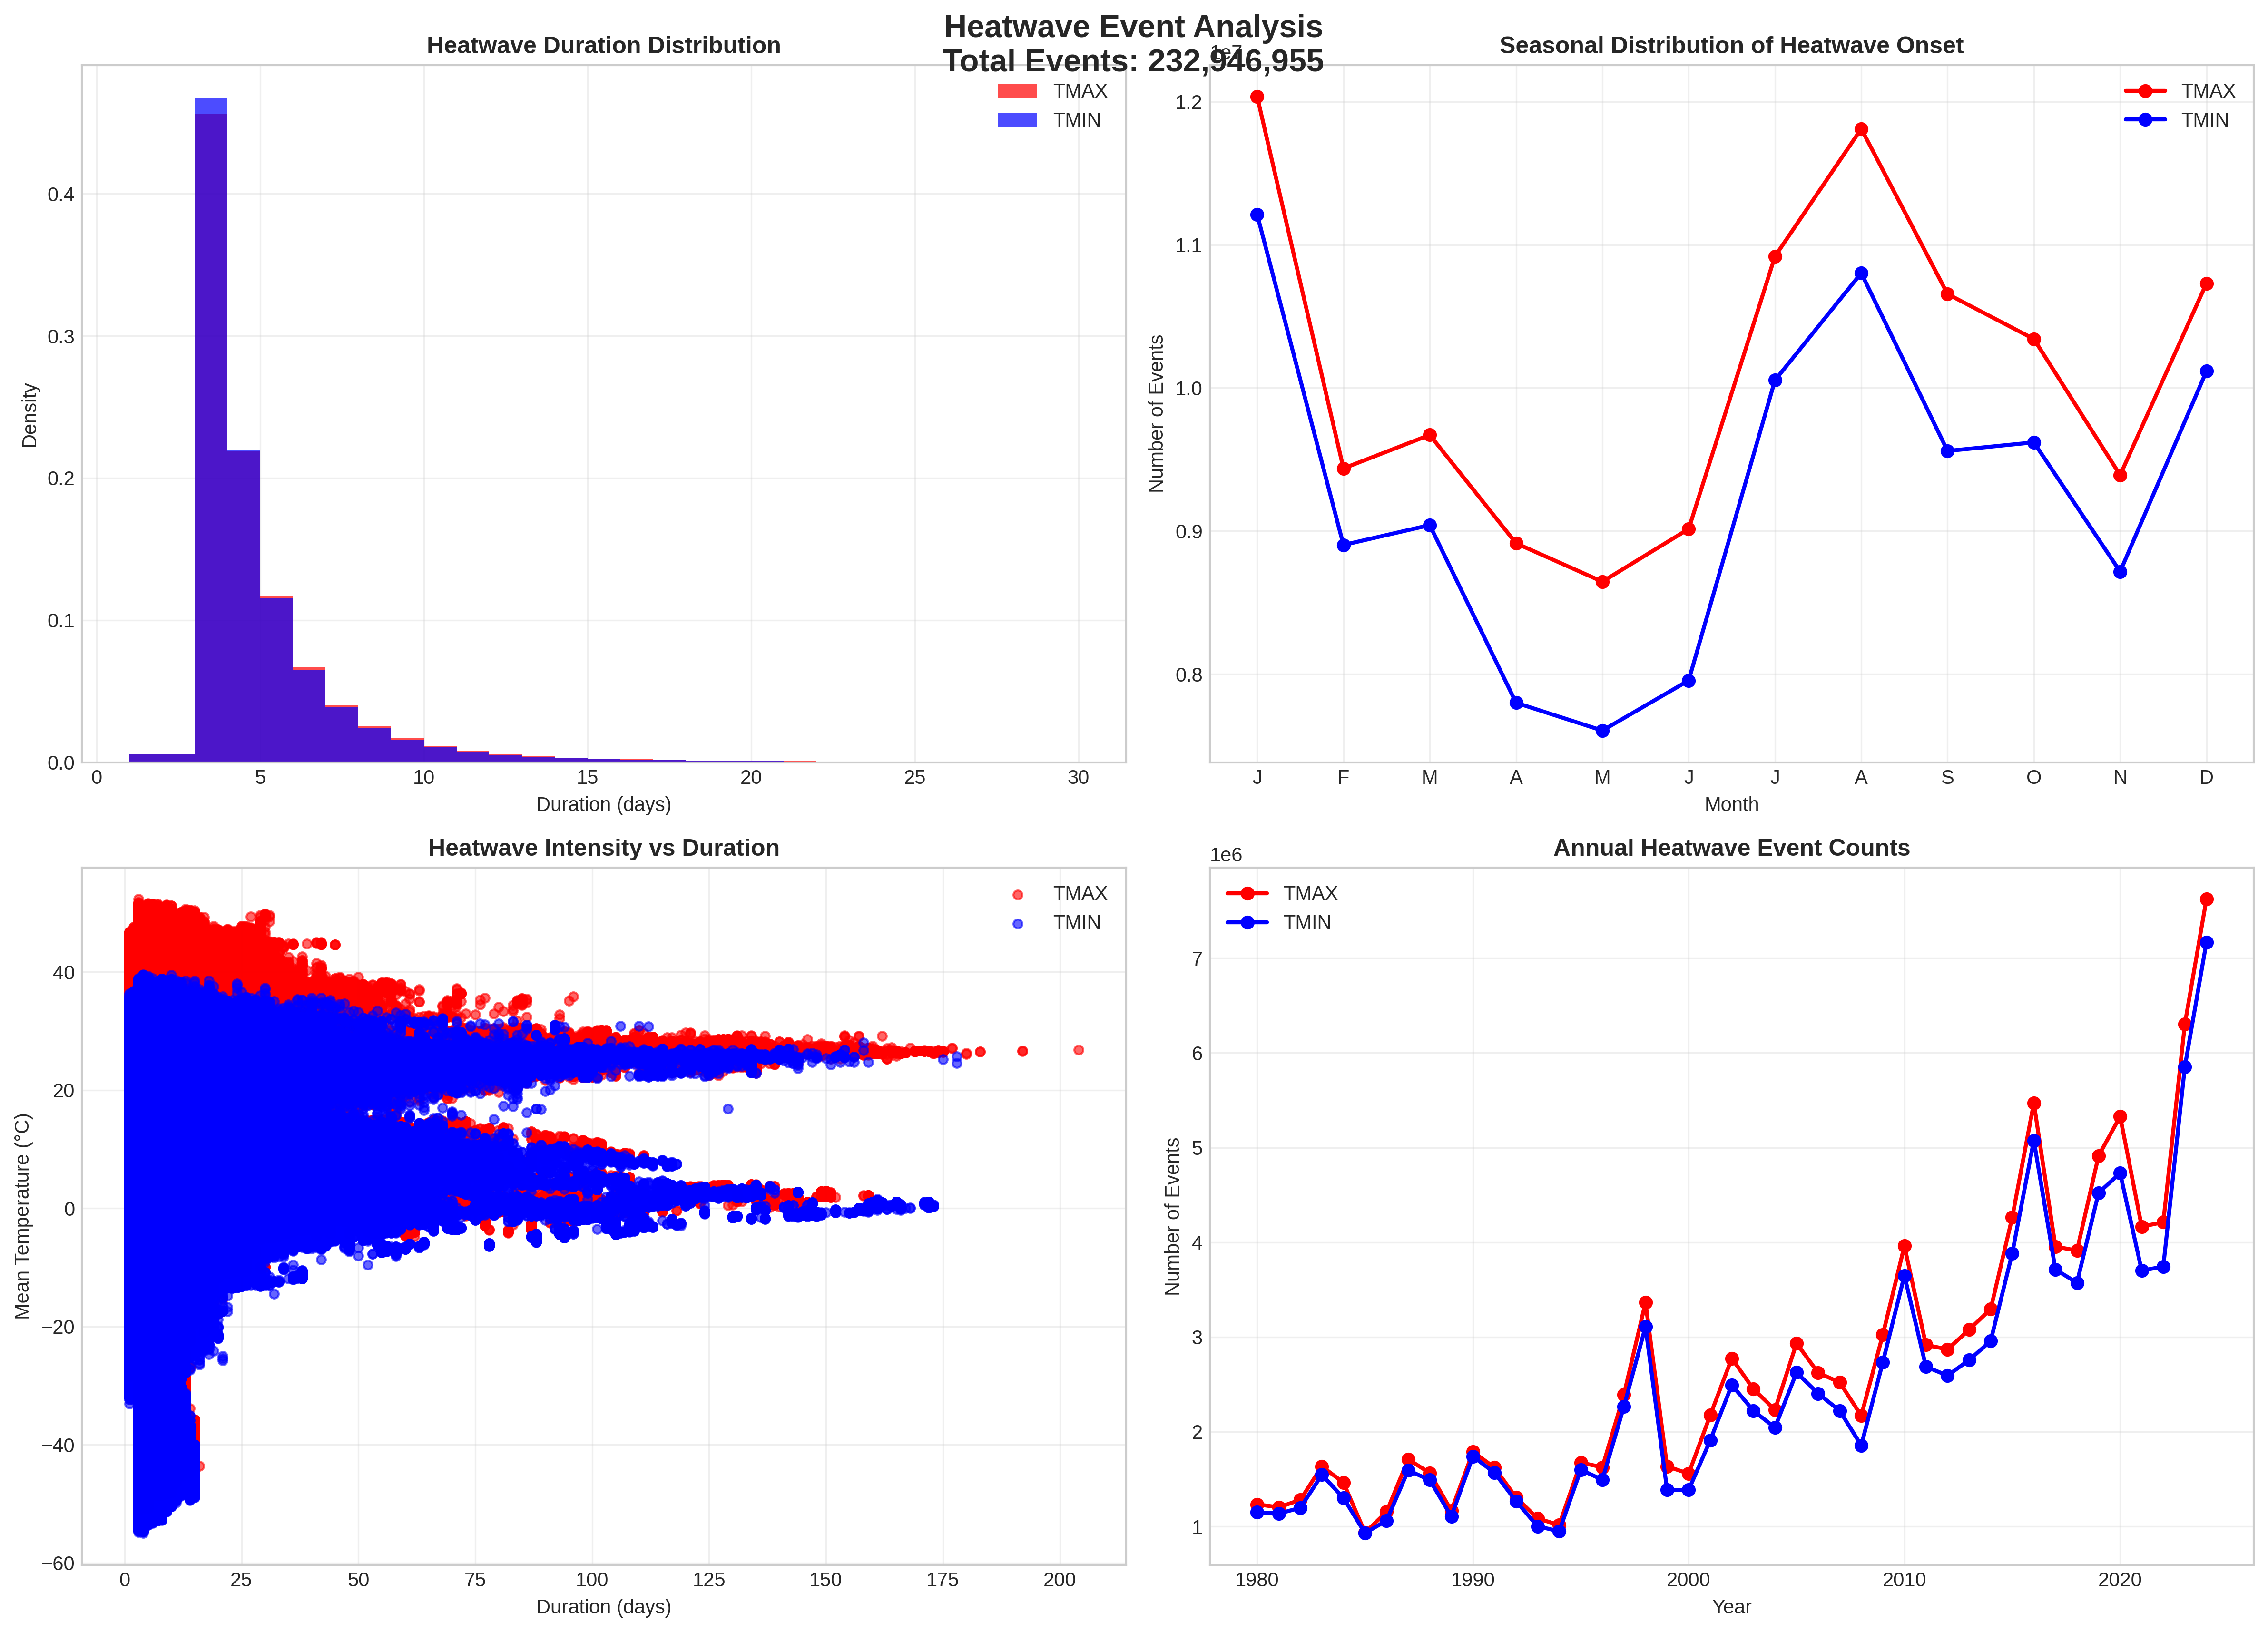 Heatwave Event Analysis
Total Events: 232,946,955
Heatwave Duration Distribution
TMAX
TMIN
Density
0.4
0.3
0.2
0.1
0.0
0 5 10 15 20 25 30
Duration (days)
Seasonal Distribution of Heatwave Onset
1e7
TMAX
TMIN
Number of Events
1.2
1.1
1.0
0.9
0.8
J F M A M J J A S O N D
Month
Heatwave Intensity vs Duration
TMAX
TMIN
Mean Temperature (°C)
40
20
0
−20
−40
−60
0 25 50 75 100 125 150 175 200
Duration (days)
Annual Heatwave Event Counts
1e6
TMAX
TMIN
Number of Events
7
6
5
4
3
2
1
1980 1990 2000 2010 2020
Year